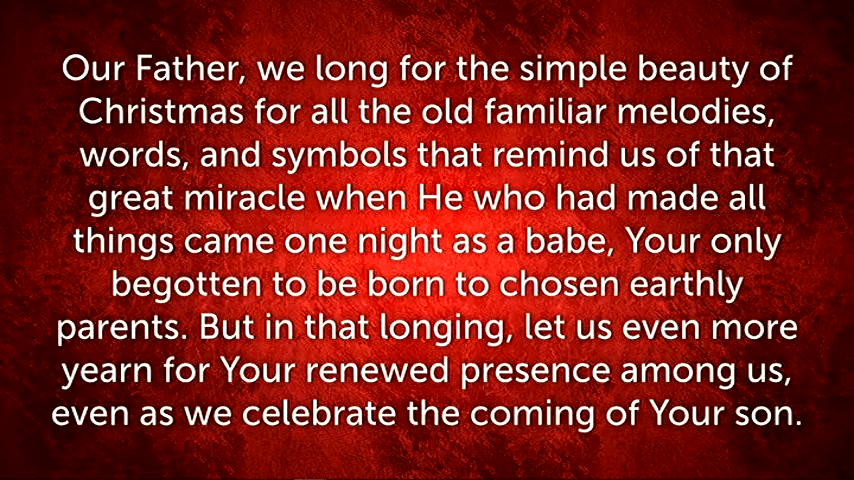 Our Father, we long for the simple beauty of
Christmas for all the old familiar melodies,
words, and symbols that remind us of that
great miracle when He who had made all
things came one night as a babe, Your only
begotten to be born to chosen earthly
parents. But in that longing, let us even more
yearn for Your renewed presence among us,
even as we celebrate the coming of Your son.